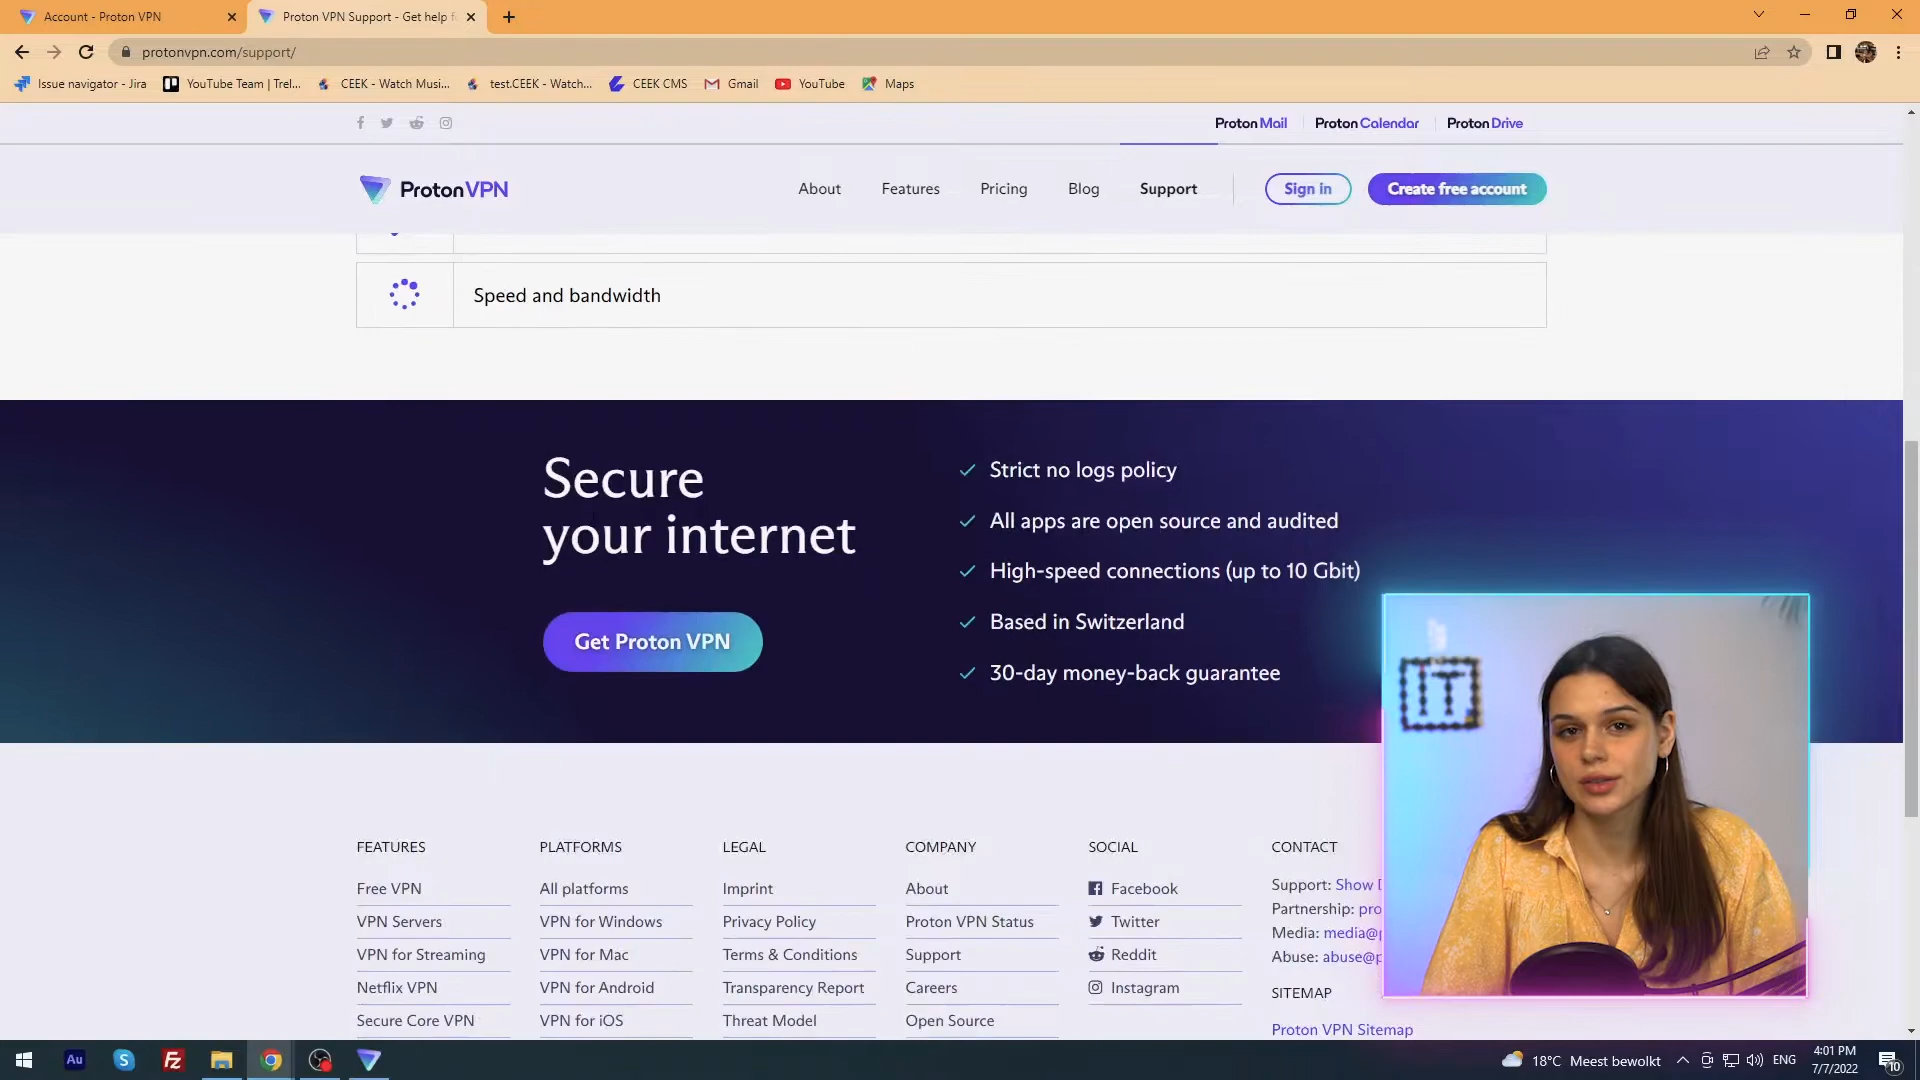 Account - Proton VPN
Proton VPN Support - Get help f
protonvpn.com/support/
Issue navigator - Jira
YouTube Team | Trel...
CEEK - Watch Musi...
test.CEEK - Watch...
CEEK CMS
Gmail
YouTube
Maps
Proton Mail
Proton Calendar
Proton Drive
Proton VPN
About
Features
Pricing
Blog
Support
Sign in
Create free account
Speed and bandwidth
Secure
your internet
Get Proton VPN
Strict no logs policy
All apps are open source and audited
High-speed connections (up to 10 Gbit)
Based in Switzerland
30-day money-back guarantee
IT
FEATURES
Free VPN
VPN Servers
VPN for Streaming
Netflix VPN
Secure Core VPN
PLATFORMS
All platforms
VPN for Windows
VPN for Mac
VPN for Android
VPN for iOS
LEGAL
Imprint
Privacy Policy
Terms & Conditions
Transparency Report
Threat Model
COMPANY
About
Proton VPN Status
Support
Careers
Open Source
SOCIAL
Facebook
Twitter
Reddit
Instagram
CONTACT
Support: Show
Partnership: pro
Media: media@p
Abuse: abuse@p
SITEMAP
Proton VPN Sitemap
Au
S
Fz
18°C Meest bewolkt
ENG
4:01 PM
7/7/2022
10